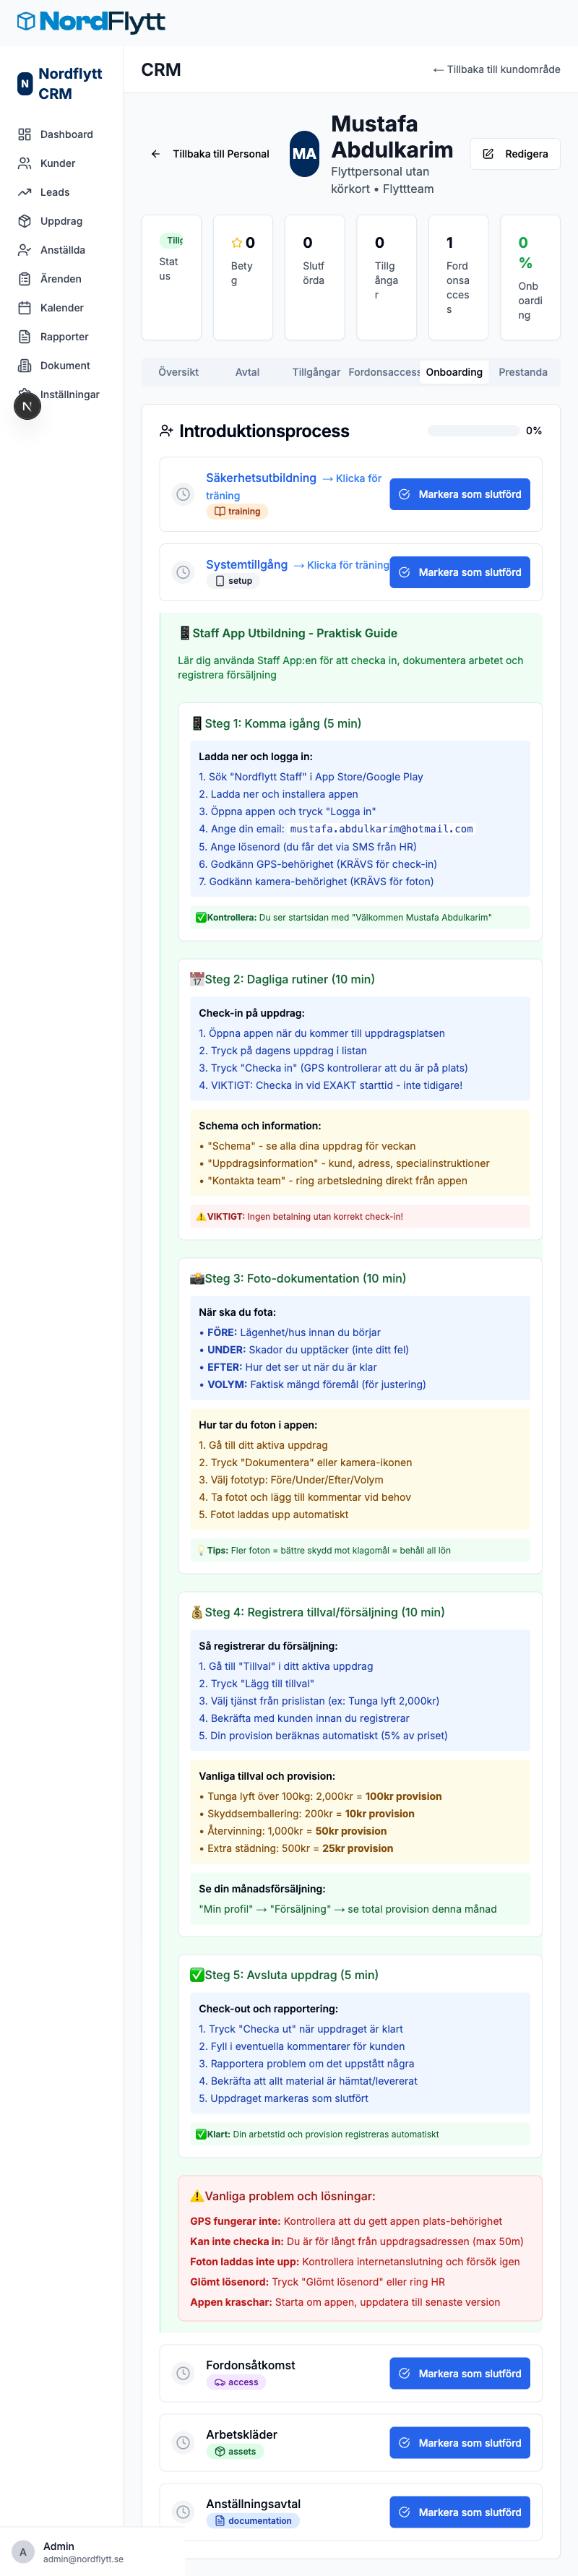 NordFlytt
N
Nordflytt
CRM
Dashboard
Kunder
Leads
Uppdrag
Anställda
Ärenden
Kalender
Rapporter
Dokument
Inställningar
N
CRM
← Tillbaka till kundområde
← Tillbaka till Personal
MA
Mustafa
Abdulkarim
Flyttpersonal utan
körkort • Flyttteam
Redigera
Stat
us
0
Bety
g
0
Slutf
örda
0
Tillg
ånga
r
1
Ford
onsa
cces
s
0
%
Onb
oardi
ng
Översikt
Avtal
Tillgångar
Fordonsaccess
Onboarding
Prestanda
Introduktionsprocess
0%
Säkerhetsutbildning → Klicka för
träning
training
Markera som slutförd
Systemtillgång → Klicka för träning
setup
Markera som slutförd
Staff App Utbildning - Praktisk Guide
Lär dig använda Staff App:en för att checka in, dokumentera arbetet och
registrera försäljning
Steg 1: Komma igång (5 min)
Ladda ner och logga in:
1. Sök "Nordflytt Staff" i App Store/Google Play
2. Ladda ner och installera appen
3. Öppna appen och tryck "Logga in"
4. Ange din email: mustafa.abdulkarim@hotmail.com
5. Ange lösenord (du får det via SMS från HR)
6. Godkänn GPS-behörighet (KRÄVS för check-in)
7. Godkänn kamera-behörighet (KRÄVS för foton)
✅Kontrollera: Du ser startsidan med "Välkommen Mustafa Abdulkarim"
Steg 2: Dagliga rutiner (10 min)
Check-in på uppdrag:
1. Öppna appen när du kommer till uppdragsplatsen
2. Tryck på dagens uppdrag i listan
3. Tryck "Checka in" (GPS kontrollerar att du är på plats)
4. VIKTIGT: Checka in vid EXAKT starttid - inte tidigare!
Schema och information:
• "Schema" - se alla dina uppdrag för veckan
• "Uppdragsinformation" - kund, adress, specialinstruktioner
• "Kontakta team" - ring arbetsledning direkt från appen
⚠️VIKTIGT: Ingen betalning utan korrekt check-in!
Steg 3: Foto-dokumentation (10 min)
När ska du fota:
• FÖRE: Lägenhet/hus innan du börjar
• UNDER: Skador du upptäcker (inte ditt fel)
• EFTER: Hur det ser ut när du är klar
• VOLYM: Faktisk mängd föremål (för justering)
Hur tar du foton i appen:
1. Gå till ditt aktiva uppdrag
2. Tryck "Dokumentera" eller kamera-ikonen
3. Välj fototyp: Före/Under/Efter/Volym
4. Ta fotot och lägg till kommentar vid behov
5. Fotot laddas upp automatiskt
Tips: Fler foton = bättre skydd mot klagomål = behåll all lön
Steg 4: Registrera tillval/försäljning (10 min)
Så registrerar du försäljning:
1. Gå till "Tillval" i ditt aktiva uppdrag
2. Tryck "Lägg till tillval"
3. Välj tjänst från prislistan (ex: Tunga lyft 2,000kr)
4. Bekräfta med kunden innan du registrerar
5. Din provision beräknas automatiskt (5% av priset)
Vanliga tillval och provision:
• Tunga lyft över 100kg: 2,000kr = 100kr provision
• Skyddsemballering: 200kr = 10kr provision
• Återvinning: 1,000kr = 50kr provision
• Extra städning: 500kr = 25kr provision
Se din månadsförsäljning:
"Min profil" → "Försäljning" → se total provision denna månad
✅Steg 5: Avsluta uppdrag (5 min)
Check-out och rapportering:
1. Tryck "Checka ut" när uppdraget är klart
2. Fyll i eventuella kommentarer för kunden
3. Rapportera problem om det uppstått några
4. Bekräfta att allt material är hämtat/levererat
5. Uppdraget markeras som slutfört
✅Klart: Din arbetstid och provision registreras automatiskt
⚠️Vanliga problem och lösningar:
GPS fungerar inte: Kontrollera att du gett appen plats-behörighet
Kan inte checka in: Du är för långt från uppdragsadressen (max 50m)
Foton laddas inte upp: Kontrollera internetanslutning och försök igen
Glömt lösenord: Tryck "Glömt lösenord" eller ring HR
Appen kraschar: Starta om appen, uppdatera till senaste version
Fordonsåtkomst
access
Markera som slutförd
Arbetskläder
assets
Markera som slutförd
Anställningsavtal
documentation
Markera som slutförd
A
Admin
admin@nordflytt.se